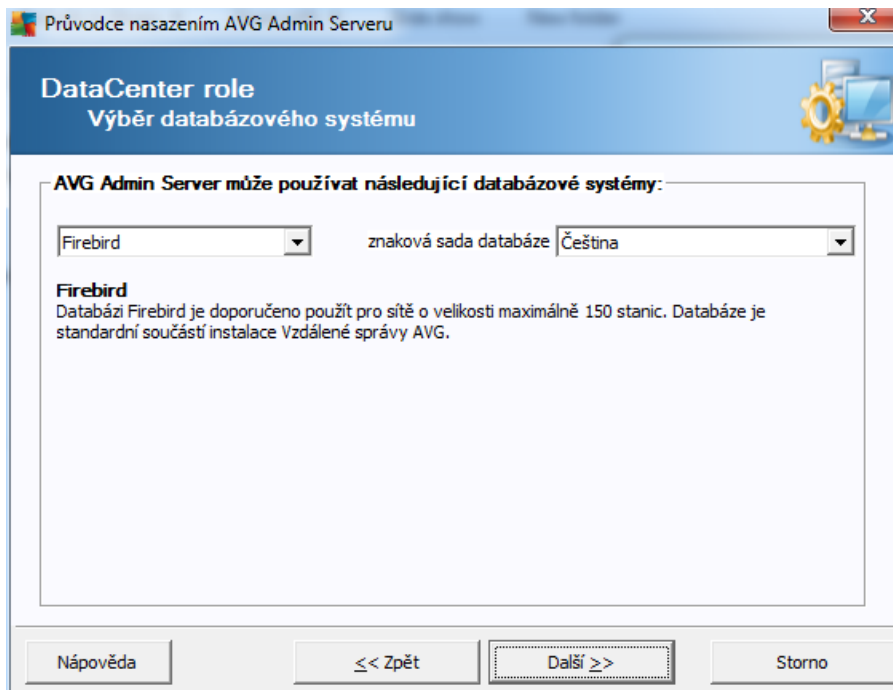 Průvodce nasazením AVG Admin Serveru
DataCenter role
Výběr databázového systému
AVG Admin Server může používat následující databázové systémy:
Firebird
znaková sada databáze
Čeština
Firebird
Databázi Firebird je doporučeno použít pro sítě o velikosti maximálně 150 stanic. Databáze je
standardní součástí instalace Vzdálené správy AVG.
Nápověda
<< Zpět
Další >>
Storno